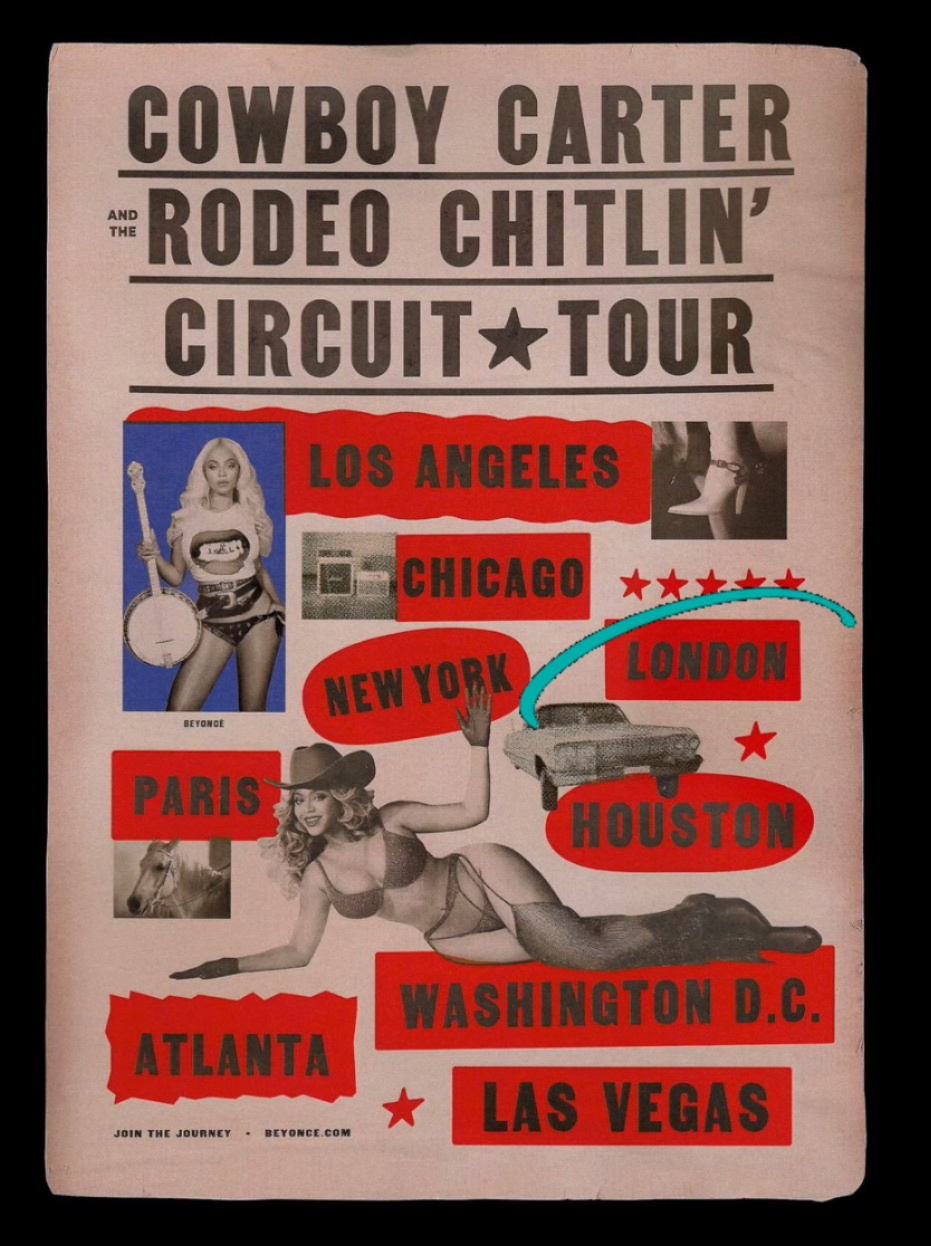 COWBOY CARTER
AND THE RODEO CHITLIN'
CIRCUIT★TOUR
LOS ANGELES
CHICAGO
NEW YORK
LONDON
BEYONCÉ
PARIS
HOUSTON
WASHINGTON D.C.
ATLANTA
LAS VEGAS
JOIN THE JOURNEY - BEYONCE.COM